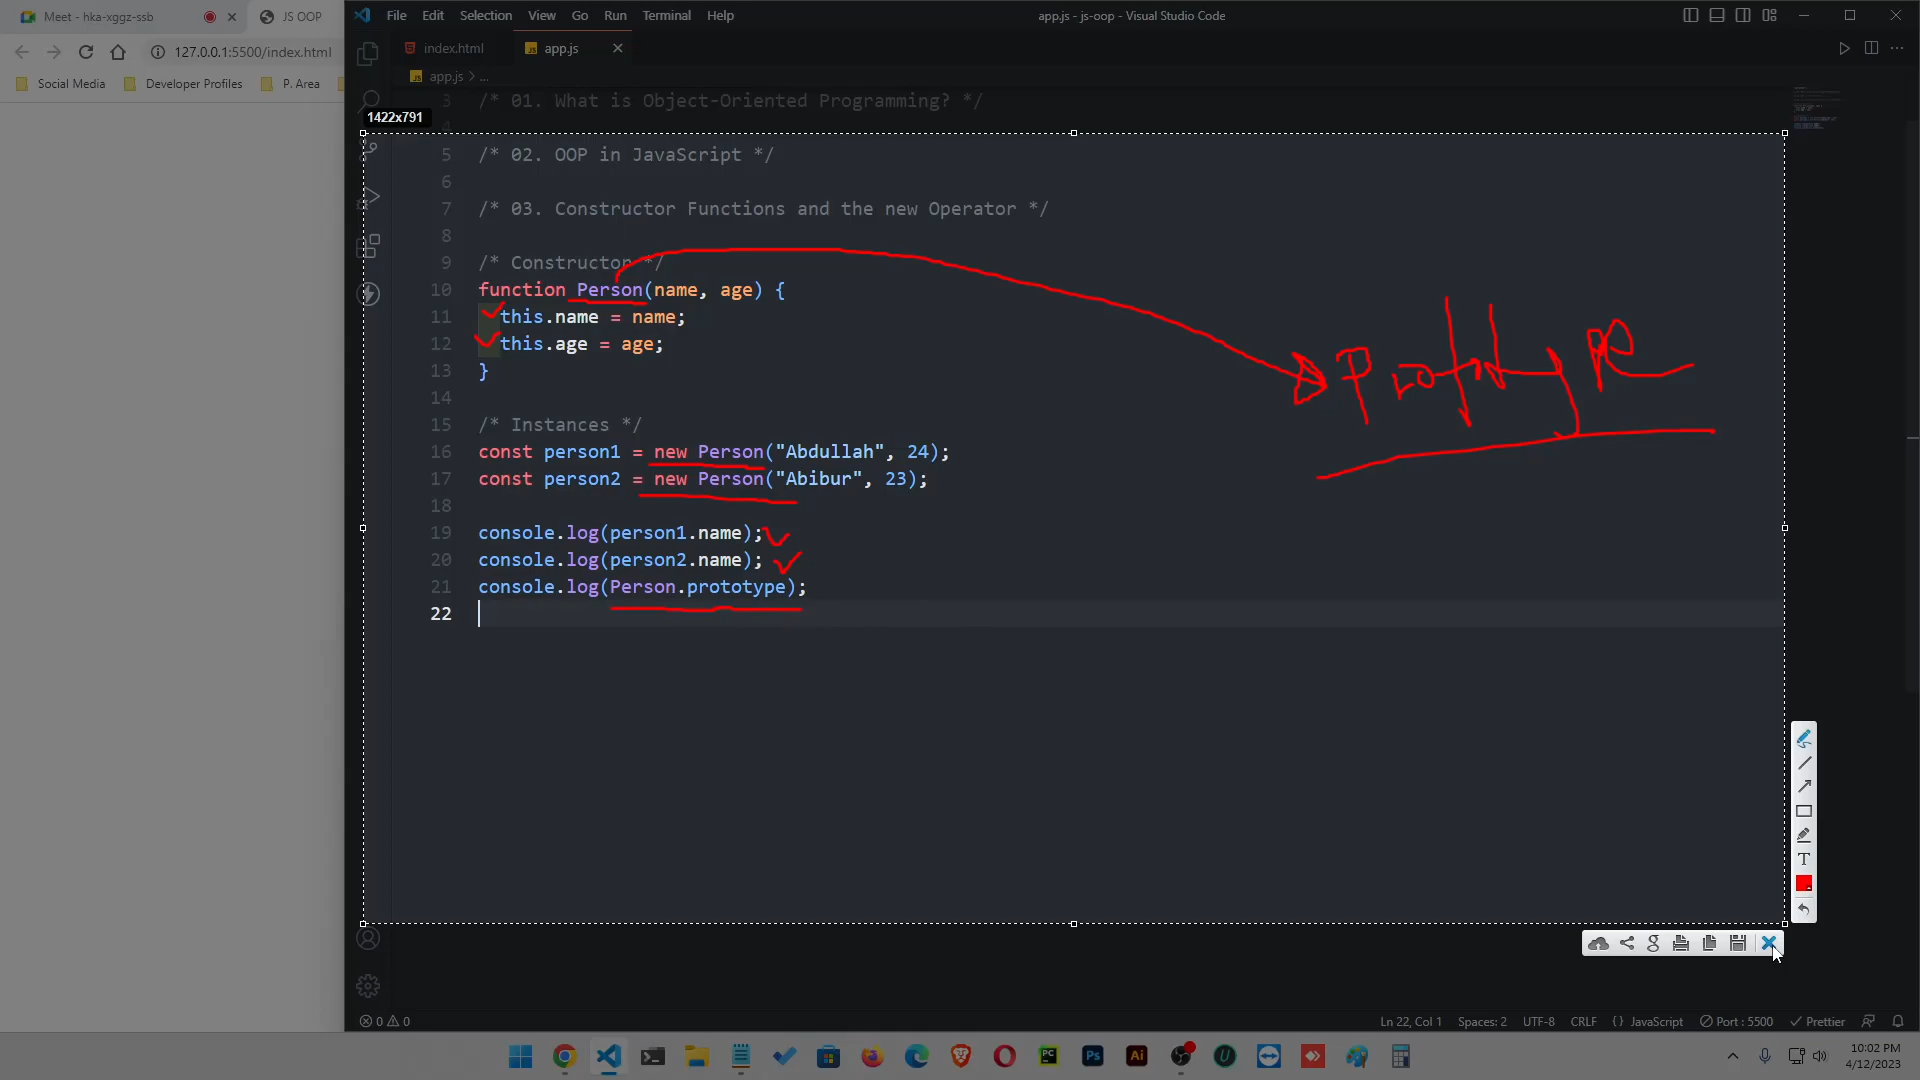 Meet - hka-xggz-ssb
JS OOP
127.0.0.1:5500/index.html
Social Media
Developer Profiles
P. Area
File Edit Selection View Go Run Terminal Help
app.js - js-oop - Visual Studio Code
index.html
app.js
app.js > ...
1422x791
3 /* 01. What is Object-Oriented Programming? */
4
5 /* 02. OOP in JavaScript */
6
7 /* 03. Constructor Functions and the new Operator */
8
9 /* Constructor */
10 function Person(name, age) {
11 this.name = name;
12 this.age = age;
13 }
14
15 /* Instances */
16 const person1 = new Person("Abdullah", 24);
17 const person2 = new Person("Abibur", 23);
18
19 console.log(person1.name);
20 console.log(person2.name);
21 console.log(Person.prototype);
22
Prototype
T
0 0
Ln 22, Col 1 Spaces: 2 UTF-8 CRLF {} JavaScript Port : 5500 Prettier
PC
Ps
Ai
10:02 PM
4/12/2023